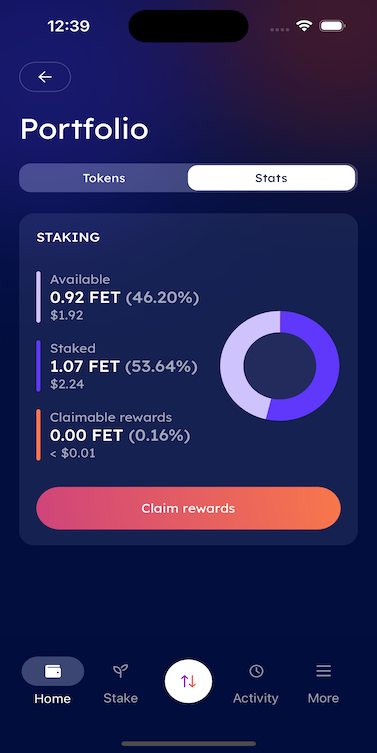 12:39
Portfolio
Tokens
Stats
STAKING
Available
0.92 FET (46.20%)
$1.92
Staked
1.07 FET (53.64%)
$2.24
Claimable rewards
0.00 FET (0.16%)
< $0.01
Claim rewards
Home
Stake
Activity
More